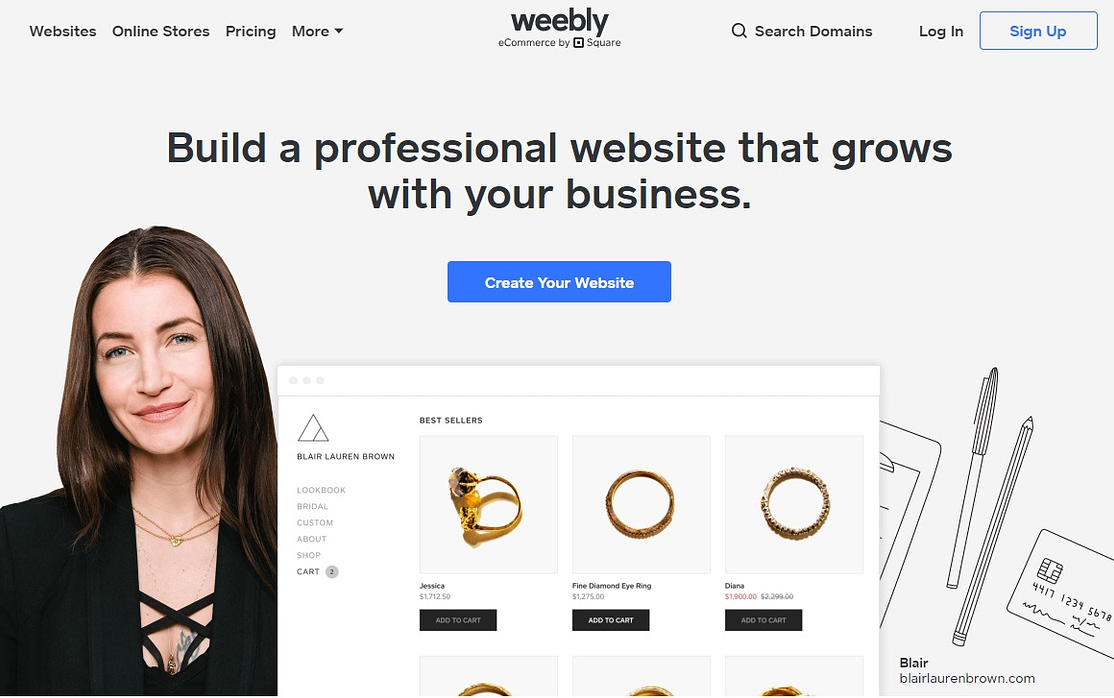 Websites Online Stores Pricing More Search Domains Log In Sign Up
weebly
eCommerce by Square
Build a professional website that grows
with your business.
Create Your Website
BLAIR LAUREN BROWN
LOOKBOOK
BRIDAL
CUSTOM
ABOUT
SHOP
CART 2
BEST SELLERS
Jessica
$1,712.50
ADD TO CART
Fine Diamond Eye Ring
$1,275.00
ADD TO CART
Diana
$1,900.00 $2,299.00
ADD TO CART
4417 1234 5678
Blair
blairlaurenbrown.com